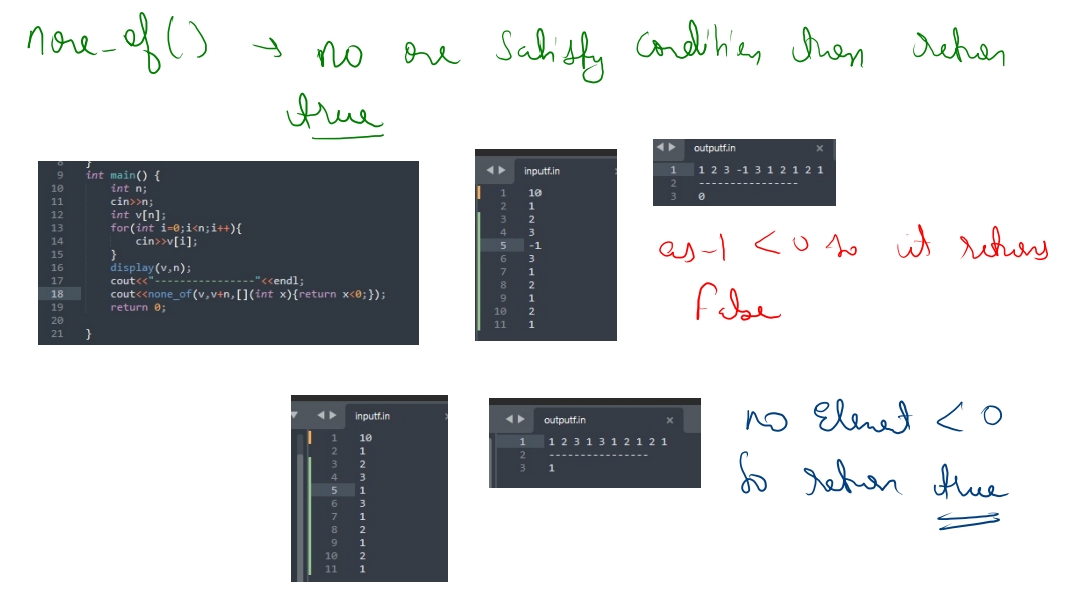 none_of() → no one satisfy condition then return
true
8 }
9 int main() {
10 int n;
11 cin>>n;
12 int v[n];
13 for(int i=0;i<n;i++){
14 cin>>v[i];
15 }
16 display(v,n);
17 cout<<"---------------"<<endl;
18 cout<<none_of(v,v+n,[](int x){return x<0;});
19 return 0;
20
21 }
inputf.in
1 10
2 1
3 2
4 3
5 -1
6 3
7 1
8 2
9 1
10 2
11 1
outputf.in ×
1 1 2 3 -1 3 1 2 1 2 1
2 ----------------
3 0
as -1 < 0 so it returns
false
inputf.in
1 10
2 1
3 2
4 3
5 1
6 3
7 1
8 2
9 1
10 2
11 1
outputf.in ×
1 1 2 3 1 3 1 2 1 2 1
2 ----------------
3 1
no Element < 0
so return true